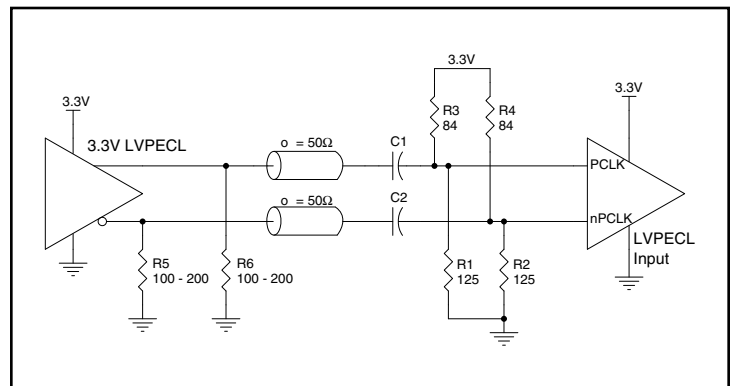 3.3V
3.3V LVPECL
o = 50Ω
o = 50Ω
R5
100 - 200
R6
100 - 200
C1
C2
3.3V
R3
84
R4
84
R1
125
R2
125
3.3V
PCLK
nPCLK
LVPECL
Input